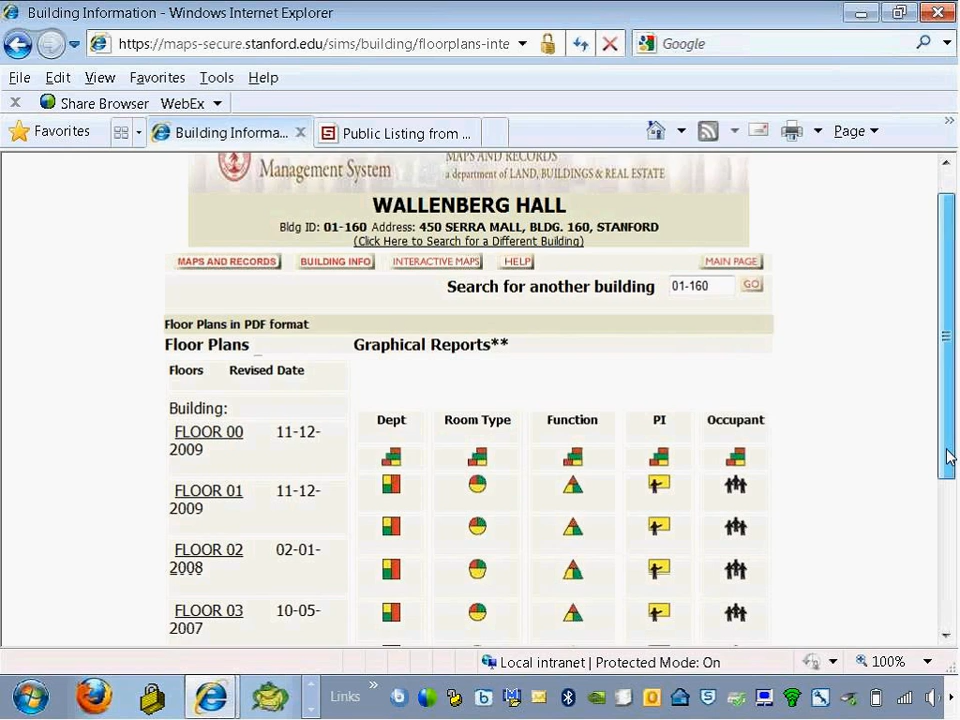 Building Information - Windows Internet Explorer
https://maps-secure.stanford.edu/sims/building/floorplans-inte
Google
File Edit View Favorites Tools Help
x Share Browser WebEx
Favorites
Building Informa... x
Public Listing from ...
Page
Management System
MAPS AND RECORDS
a department of LAND, BUILDINGS & REAL ESTATE
WALLENBERG HALL
Bldg ID: 01-160 Address: 450 SERRA MALL, BLDG. 160, STANFORD
(Click Here to Search for a Different Building)
MAPS AND RECORDS BUILDING INFO INTERACTIVE MAPS HELP MAIN PAGE
Search for another building 01-160 GO
Floor Plans in PDF format
Floor Plans Graphical Reports**
Floors Revised Date
Building:
Dept Room Type Function PI Occupant
FLOOR 00 11-12-
2009
FLOOR 01 11-12-
2009
FLOOR 02 02-01-
2008
FLOOR 03 10-05-
2007
Local intranet | Protected Mode: On
100%
Links